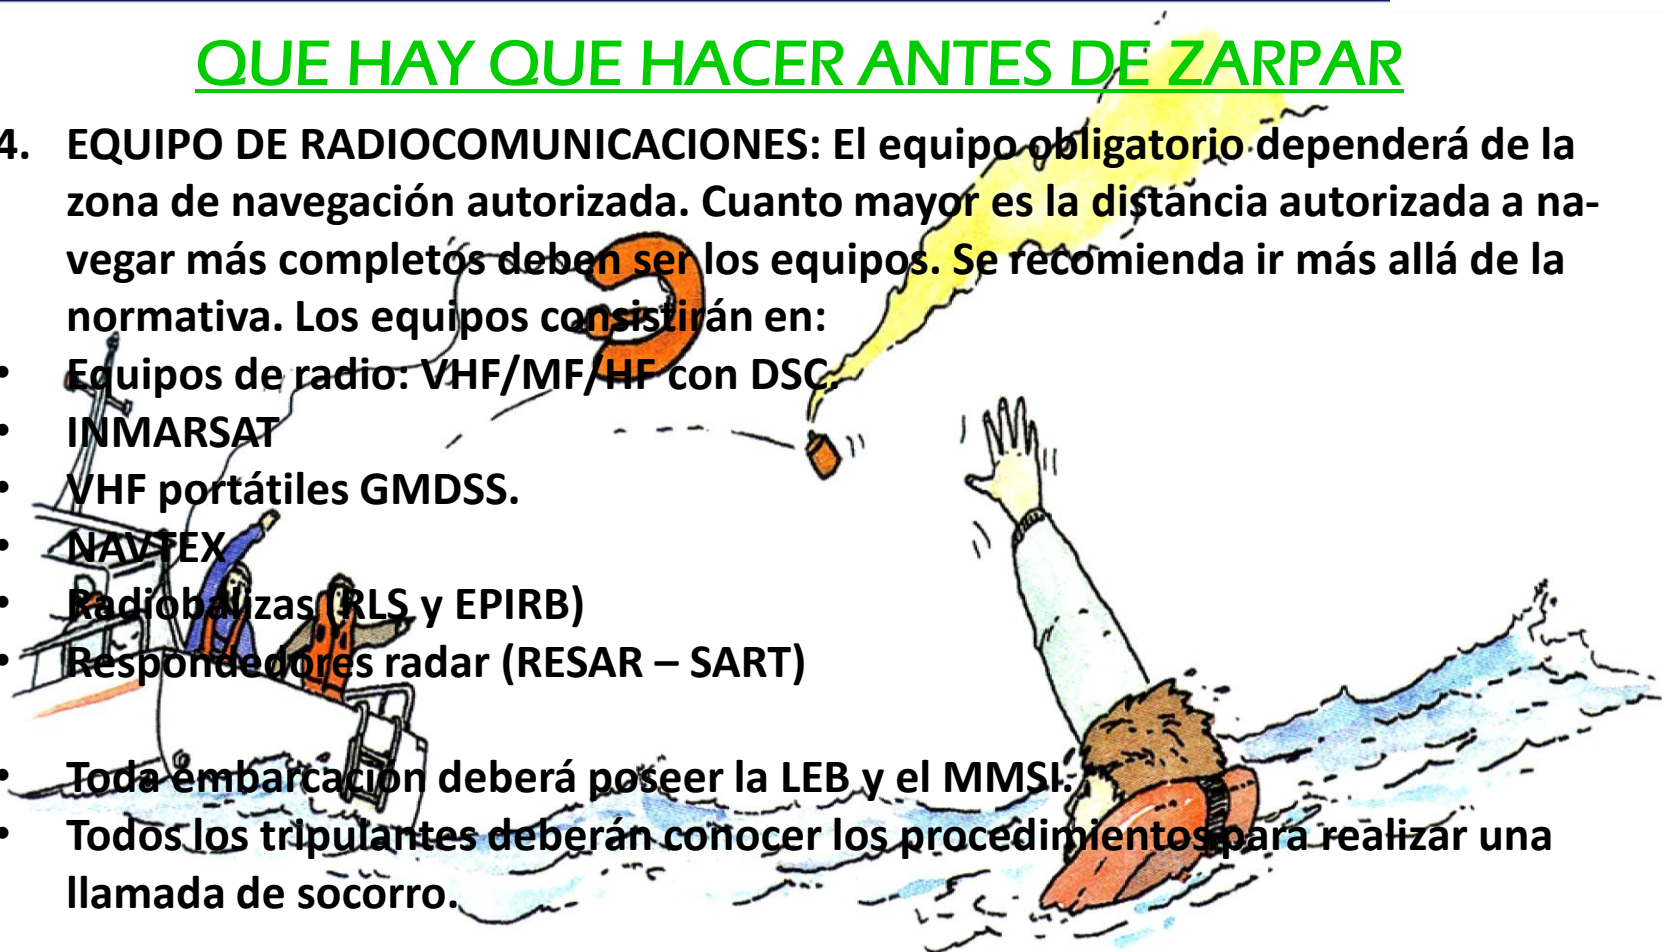 QUE HAY QUE HACER ANTES DE ZARPAR
4. EQUIPO DE RADIOCOMUNICACIONES: El equipo obligatorio dependerá de la
zona de navegación autorizada. Cuanto mayor es la distancia autorizada a na-
vegar más completos deben ser los equipos. Se recomienda ir más allá de la
normativa. Los equipos consistirán en:
• Equipos de radio: VHF/MF/HF con DSC.
• INMARSAT
• VHF portátiles GMDSS.
• NAVTEX
• Radiobalizas (RLS y EPIRB)
• Respondedores radar (RESAR – SART)
• Toda embarcación deberá poseer la LEB y el MMSI.
• Todos los tripulantes deberán conocer los procedimientos para realizar una
llamada de socorro.